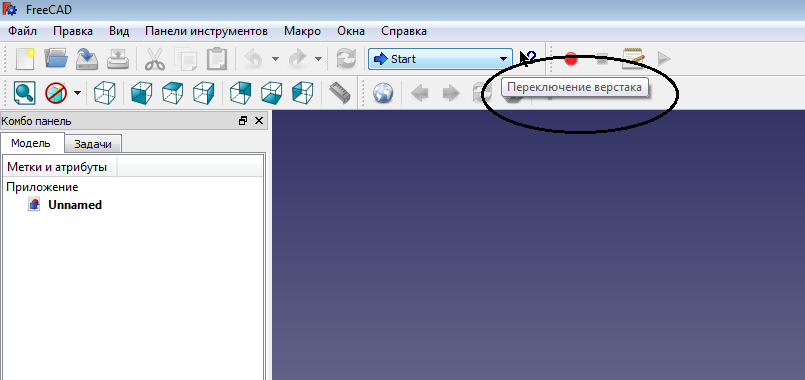 FreeCAD
Файл Правка Вид Панели инструментов Макро Окна Справка
Start
Переключение верстака
Комбо панель
Модель Задачи
Метки и атрибуты
Приложение
Unnamed